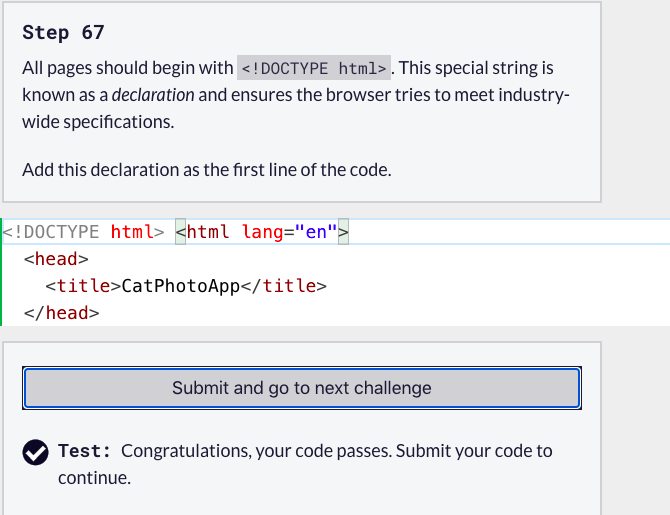 Step 67
All pages should begin with <!DOCTYPE html>. This special string is
known as a declaration and ensures the browser tries to meet industry-
wide specifications.
Add this declaration as the first line of the code.
<!DOCTYPE html> <html lang="en">
<head>
<title>CatPhotoApp</title>
</head>
Submit and go to next challenge
Test: Congratulations, your code passes. Submit your code to
continue.